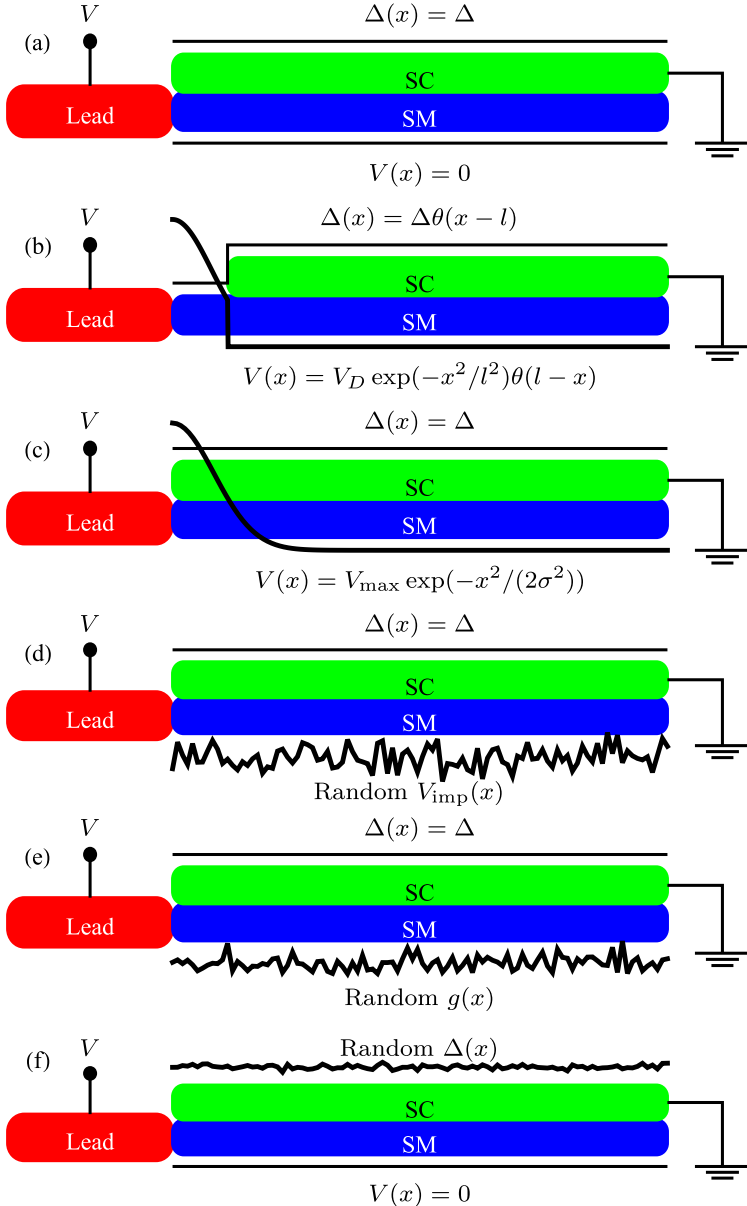 V
Δ(x) = Δ
(a)
SC
Lead
SM
V(x) = 0
V
Δ(x) = Δθ(x − l)
(b)
SC
Lead
SM
V(x) = V_D exp(−x²/l²)θ(l − x)
V
Δ(x) = Δ
(c)
SC
Lead
SM
V(x) = V_max exp(−x²/(2σ²))
V
Δ(x) = Δ
(d)
SC
Lead
SM
Random V_imp(x)
V
Δ(x) = Δ
(e)
SC
Lead
SM
Random g(x)
V
Random Δ(x)
(f)
SC
Lead
SM
V(x) = 0